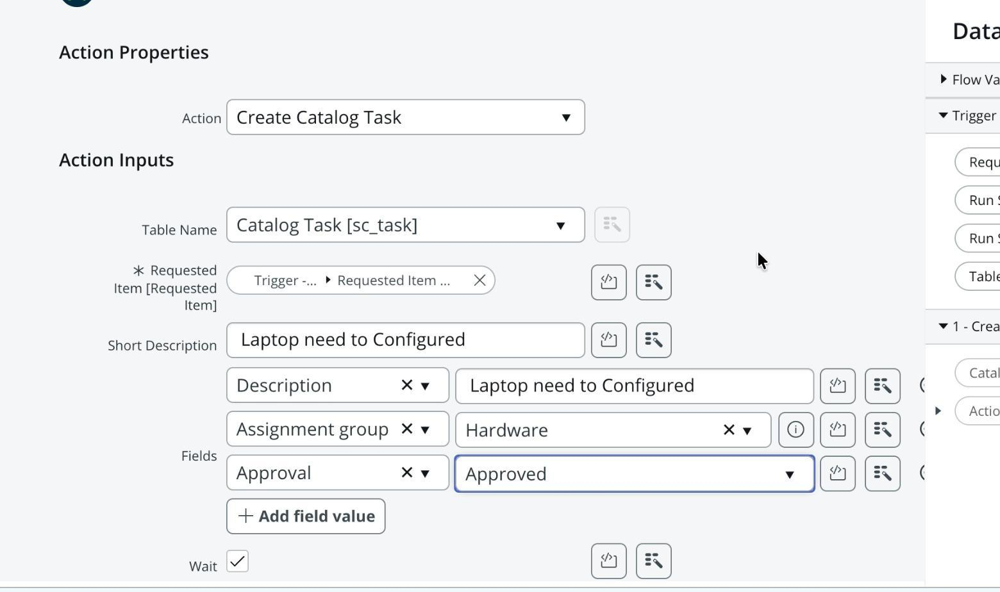 Action Properties
Action
Create Catalog Task
Action Inputs
Table Name
Catalog Task [sc_task]
* Requested
Item [Requested
Item]
Trigger -... Requested Item ...
Short Description
Laptop need to Configured
Fields
Description
Laptop need to Configured
Assignment group
Hardware
Approval
Approved
+ Add field value
Wait
Data
Flow Va
Trigger
Requ
Run S
Run S
Table
1 - Crea
Catal
Actio